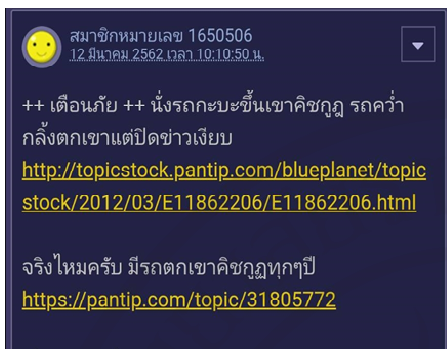 สมาชิกหมายเลข 1650506
12 มีนาคม 2562 เวลา 10:10:50 น.
++ เตือนภัย ++ นั่งรถกะบะขึ้นเขาคิชกูฎ รถคว่ำ
กลิ้งตกเขาแต่ปิดข่าวเงียบ
http://topicstock.pantip.com/blueplanet/topic
stock/2012/03/E11862206/E11862206.html
จริงไหมครับ มีรถตกเขาคิชกูฏทุกๆปี
https://pantip.com/topic/31805772